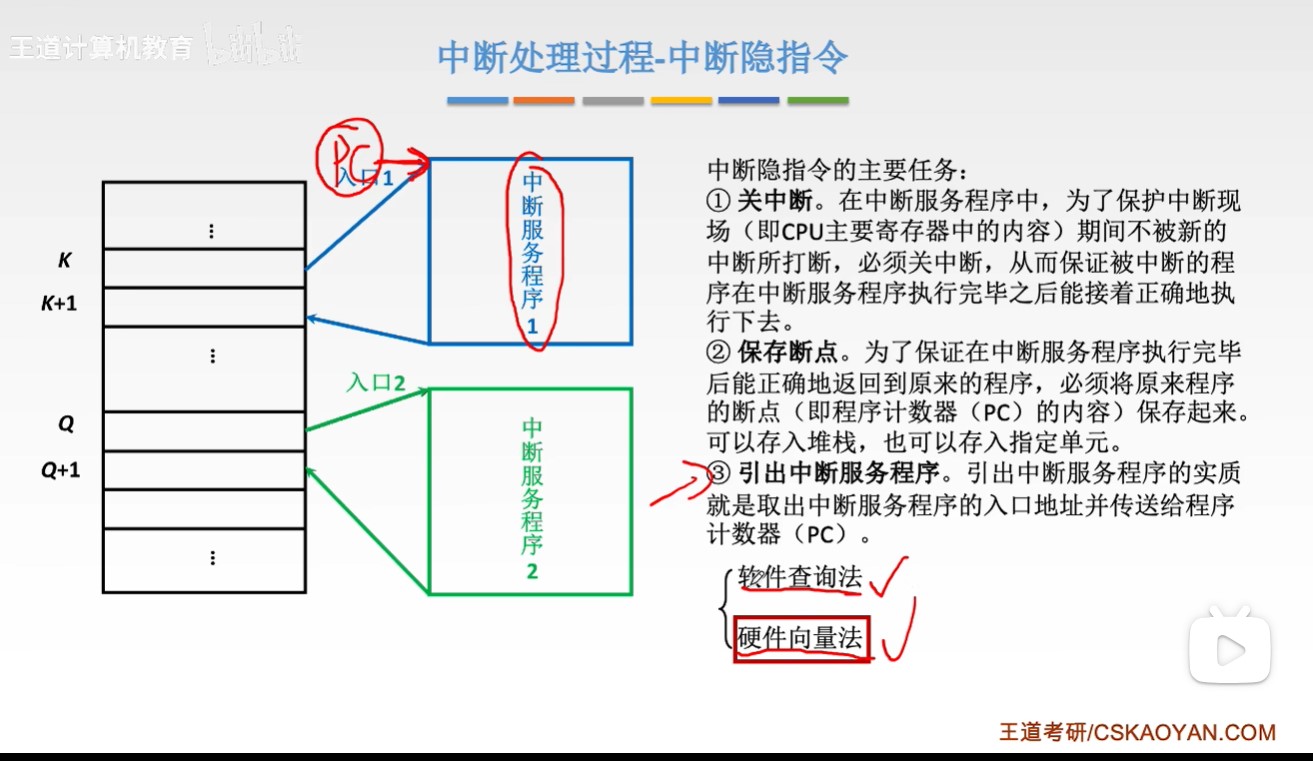 王道计算机教育 bilibili
中断处理过程-中断隐指令
PC
入口1
中断服务程序1
K
K+1
⋮
⋮
入口2
中断服务程序2
Q
Q+1
⋮
中断隐指令的主要任务：
① 关中断。在中断服务程序中，为了保护中断现
场（即CPU主要寄存器中的内容）期间不被新的
中断所打断，必须关中断，从而保证被中断的程
序在中断服务程序执行完毕之后能接着正确地执
行下去。
② 保存断点。为了保证在中断服务程序执行完毕
后能正确地返回到原来的程序，必须将原来程序
的断点（即程序计数器（PC）的内容）保存起来。
可以存入堆栈，也可以存入指定单元。
③ 引出中断服务程序。引出中断服务程序的实质
就是取出中断服务程序的入口地址并传送给程序
计数器（PC）。
软件查询法
硬件向量法
王道考研/CSKAOYAN.COM